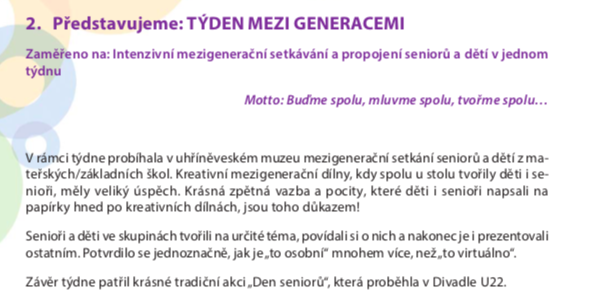 2. Představujeme: TÝDEN MEZI GENERACEMI
Zaměřeno na: Intenzivní mezigenerační setkávání a propojení seniorů a dětí v jednom
týdnu
Motto: Buďme spolu, mluvme spolu, tvořme spolu…
V rámci týdne probíhala v uhříněveském muzeu mezigenerační setkání seniorů a dětí z ma-
teřských/základních škol. Kreativní mezigenerační dílny, kdy spolu u stolu tvořily děti i se-
nioři, měly veliký úspěch. Krásná zpětná vazba a pocity, které děti i senioři napsali na
papírky hned po kreativních dílnách, jsou toho důkazem!
Senioři a děti ve skupinách tvořili na určité téma, povídali si o nich a nakonec je i prezentovali
ostatním. Potvrdilo se jednoznačně, jak je „to osobní“ mnohem více, než „to virtuálno“.
Závěr týdne patřil krásné tradiční akci „Den seniorů“, která proběhla v Divadle U22.